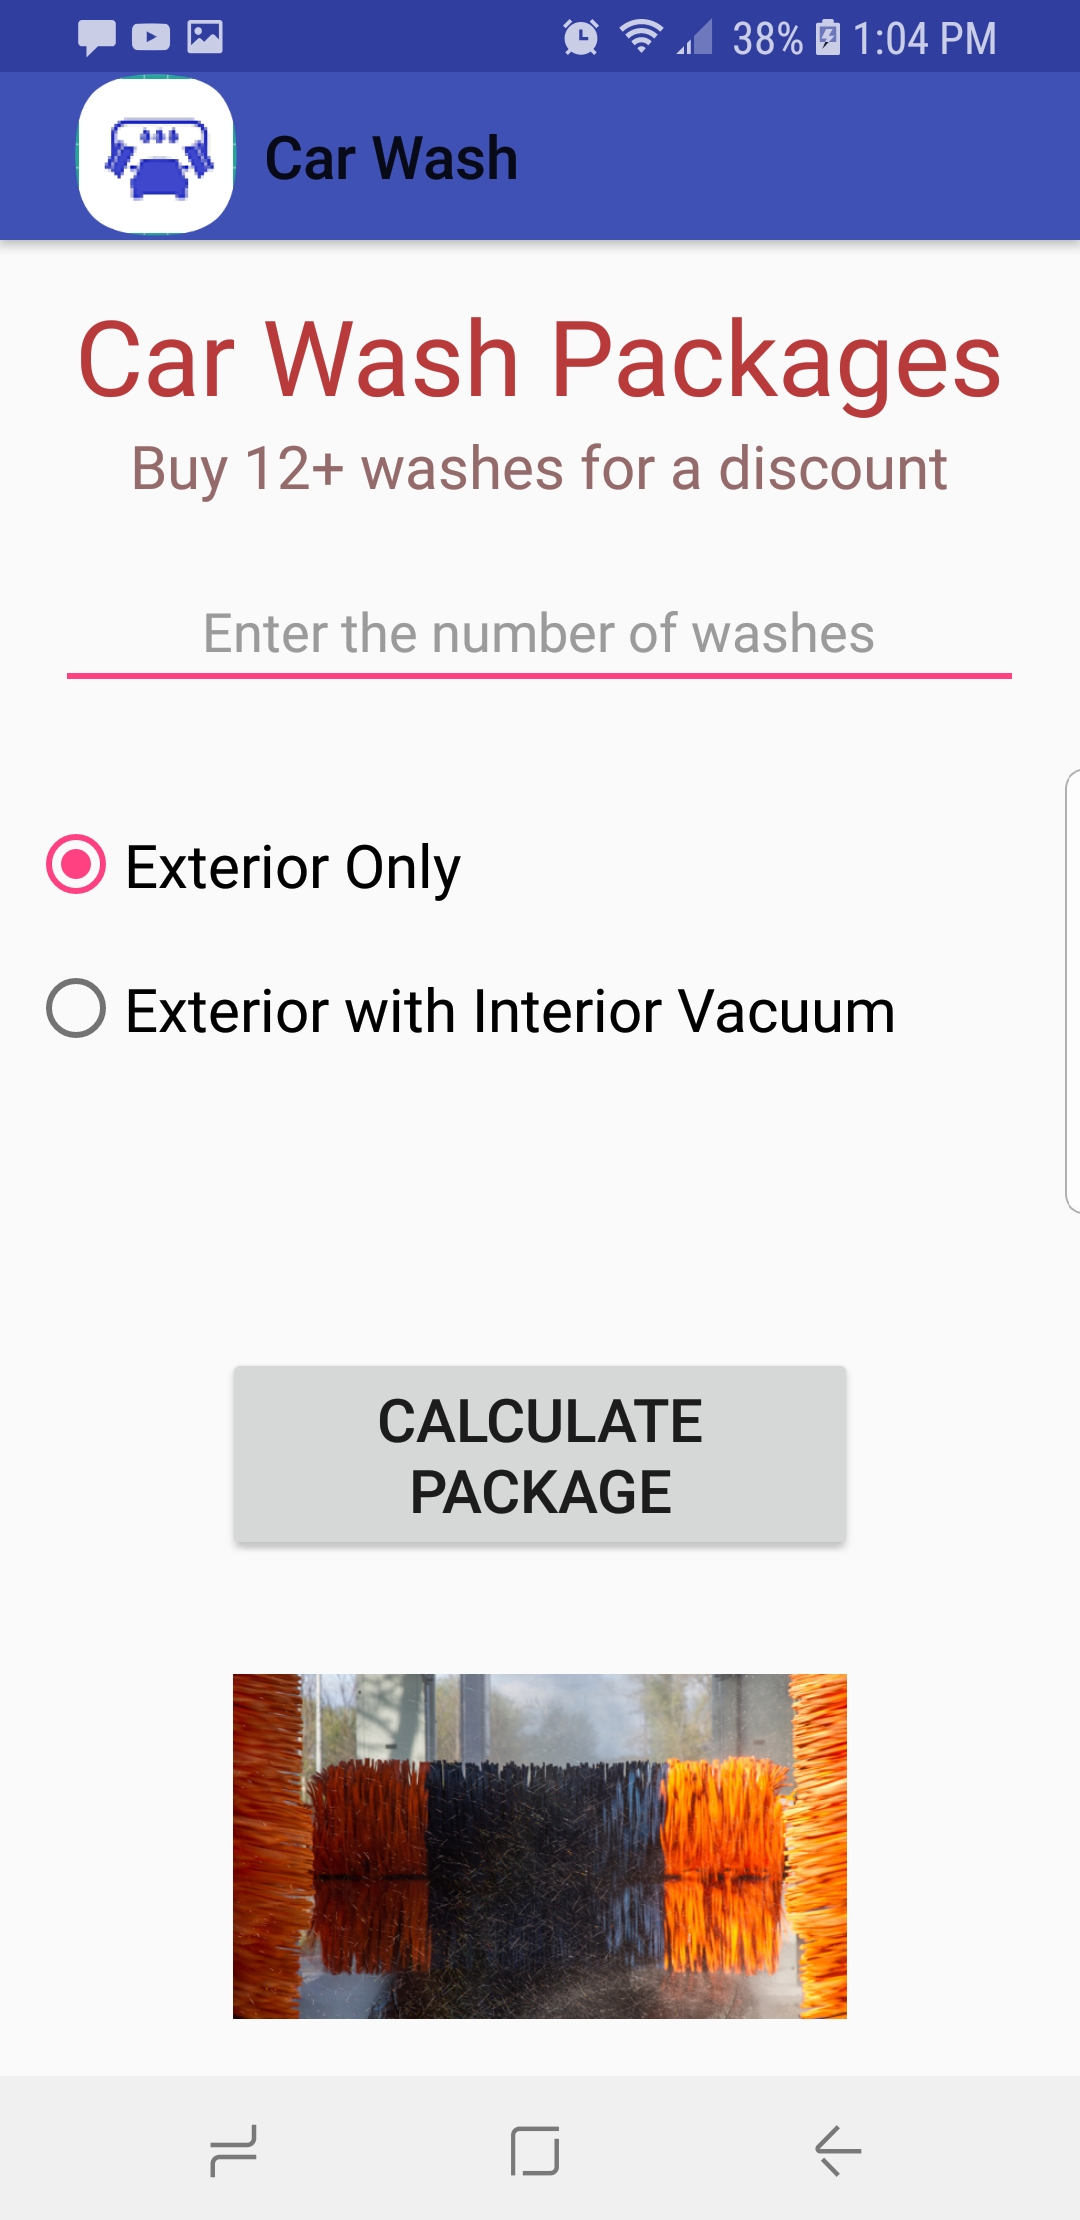 38% 1:04 PM
Car Wash
Car Wash Packages
Buy 12+ washes for a discount
Enter the number of washes
Exterior Only
Exterior with Interior Vacuum
CALCULATE
PACKAGE